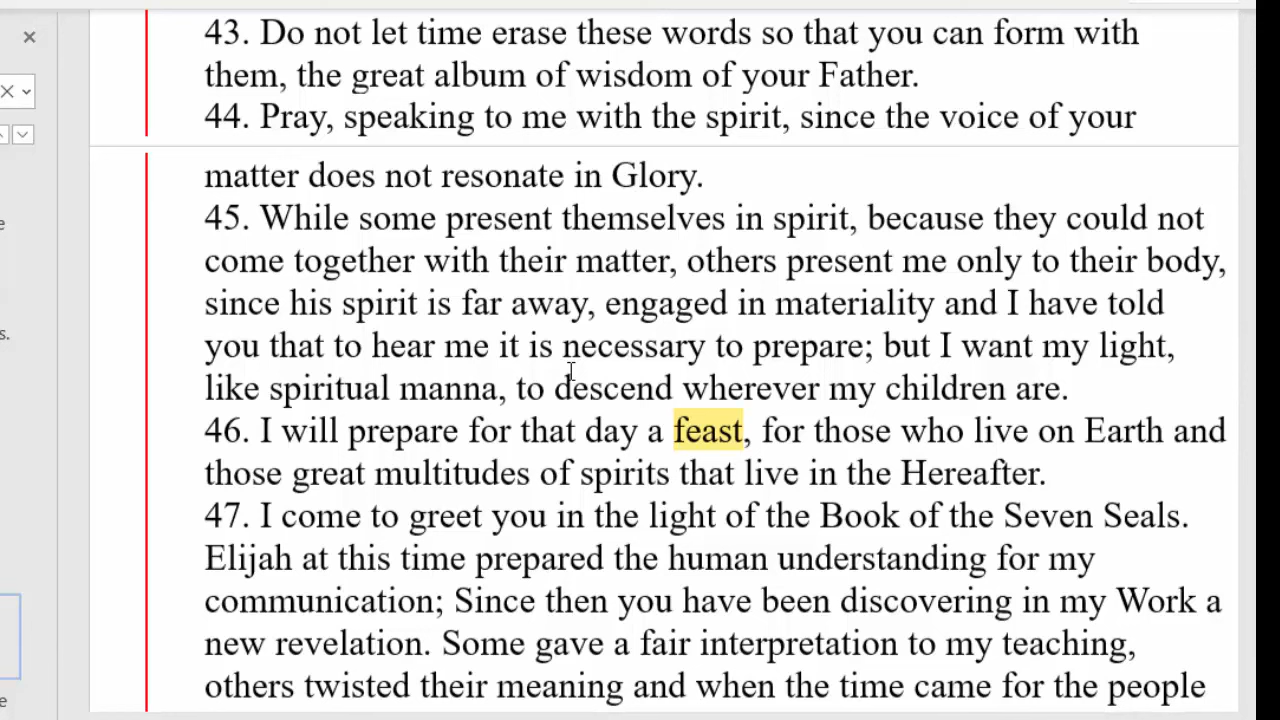 43. Do not let time erase these words so that you can form with
them, the great album of wisdom of your Father.
44. Pray, speaking to me with the spirit, since the voice of your
matter does not resonate in Glory.
45. While some present themselves in spirit, because they could not
come together with their matter, others present me only to their body,
since his spirit is far away, engaged in materiality and I have told
you that to hear me it is necessary to prepare; but I want my light,
like spiritual manna, to descend wherever my children are.
46. I will prepare for that day a feast, for those who live on Earth and
those great multitudes of spirits that live in the Hereafter.
47. I come to greet you in the light of the Book of the Seven Seals.
Elijah at this time prepared the human understanding for my
communication; Since then you have been discovering in my Work a
new revelation. Some gave a fair interpretation to my teaching,
others twisted their meaning and when the time came for the people